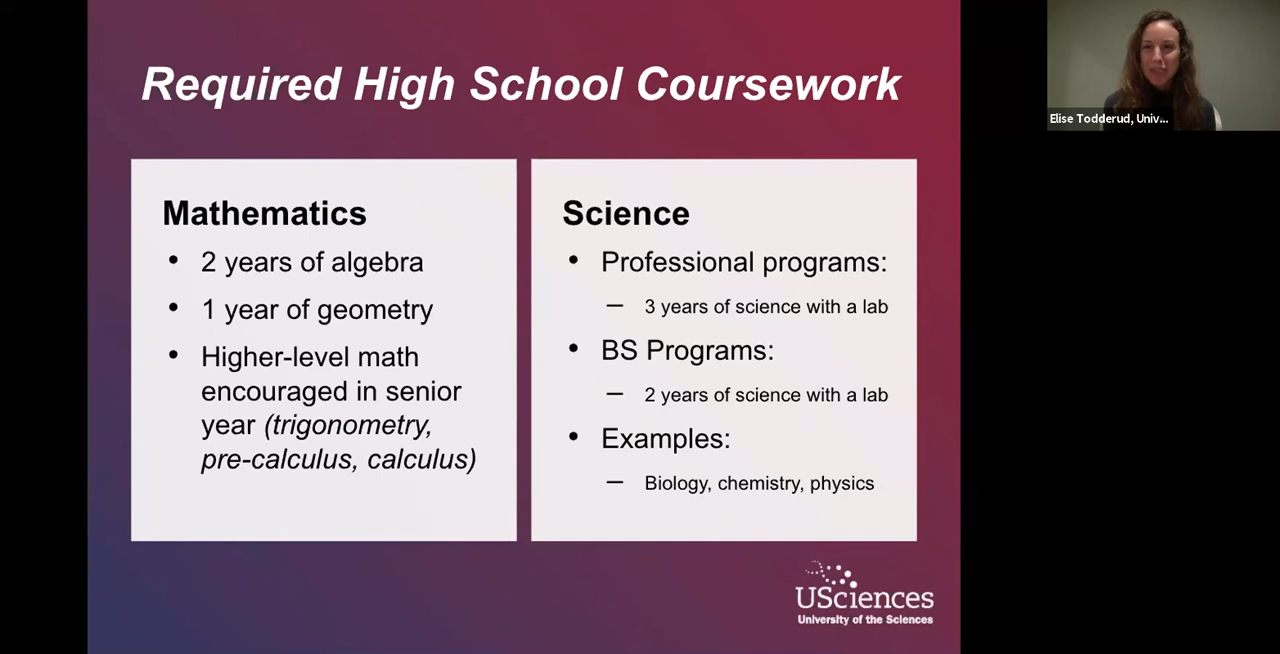 Required High School Coursework
Mathematics
• 2 years of algebra
• 1 year of geometry
• Higher-level math
encouraged in senior
year (trigonometry,
pre-calculus, calculus)
Science
• Professional programs:
– 3 years of science with a lab
• BS Programs:
– 2 years of science with a lab
• Examples:
– Biology, chemistry, physics
USciences
University of the Sciences
Elise Todderud, Univ...